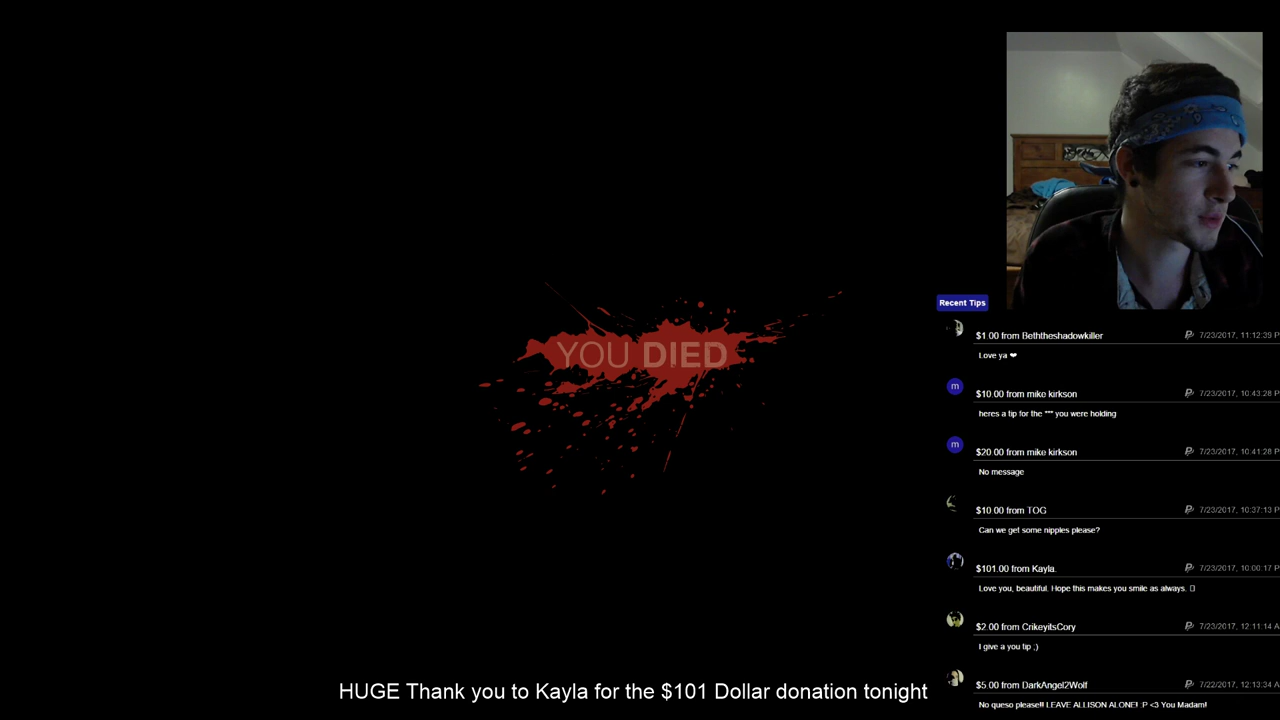 YOU DIED
Recent Tips
$1.00 from Beththeshadowkiller
7/23/2017, 11:12:39 P
Love ya ❤
m
$10.00 from mike kirkson
7/23/2017, 10:43:28 P
heres a tip for the *** you were holding
m
$20.00 from mike kirkson
7/23/2017, 10:41:28 P
No message
$10.00 from TOG
7/23/2017, 10:37:13 P
Can we get some nipples please?
$101.00 from Kayla.
7/23/2017, 10:00:17 P
Love you, beautiful. Hope this makes you smile as always.
$2.00 from CrikeyitsCory
7/23/2017, 12:11:14 A
I give a you tip ;)
$5.00 from DarkAngel2Wolf
7/22/2017, 12:13:34 A
No queso please!! LEAVE ALLISON ALONE! :P <3 You Madam!
HUGE Thank you to Kayla for the $101 Dollar donation tonight